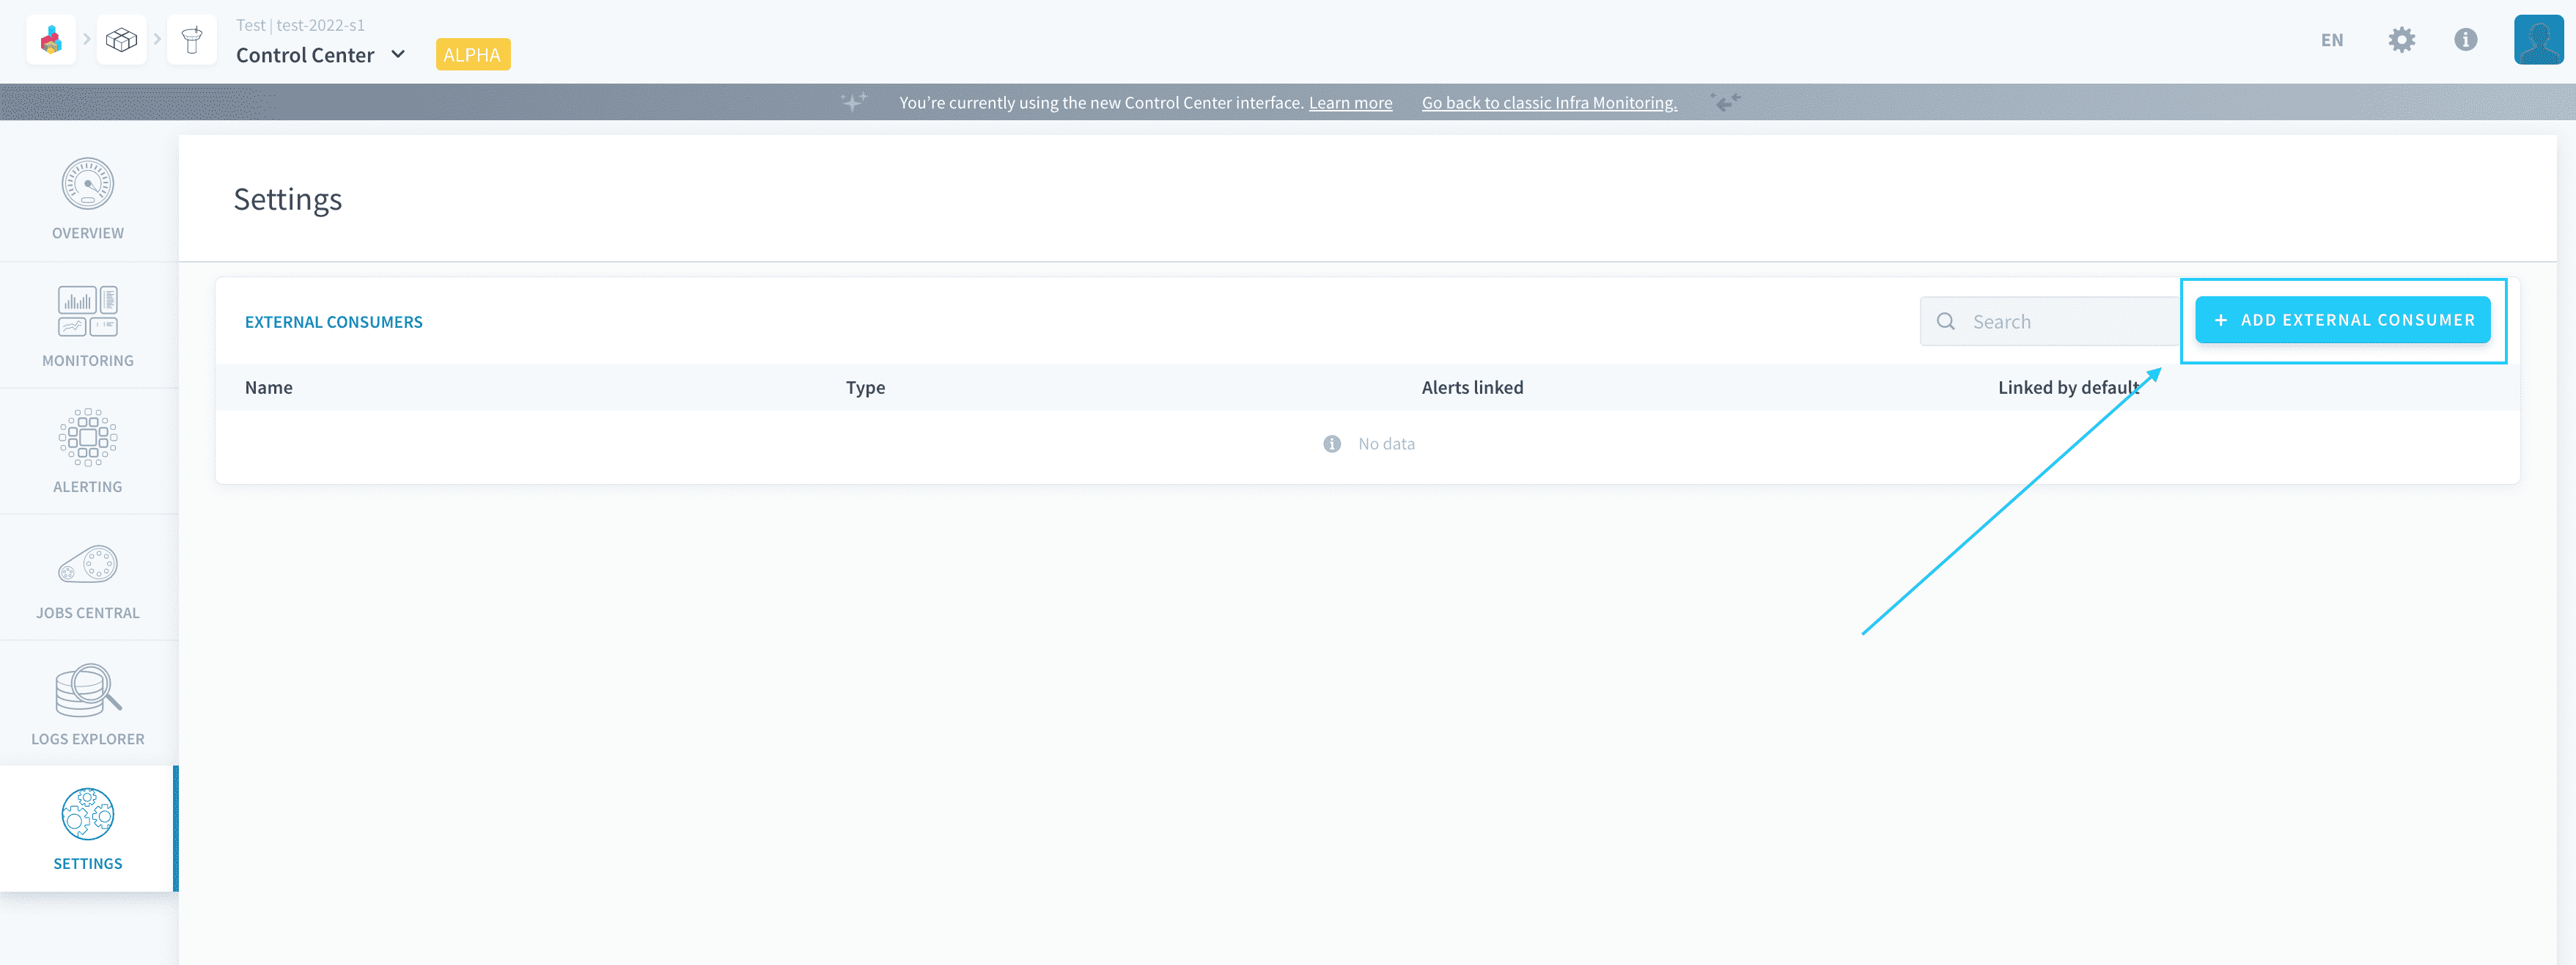 Test | test-2022-s1
Control Center
ALPHA
EN
You're currently using the new Control Center interface. Learn more Go back to classic Infra Monitoring.
OVERVIEW
MONITORING
ALERTING
JOBS CENTRAL
LOGS EXPLORER
SETTINGS
Settings
EXTERNAL CONSUMERS
Search
+ ADD EXTERNAL CONSUMER
Name Type Alerts linked Linked by default
No data